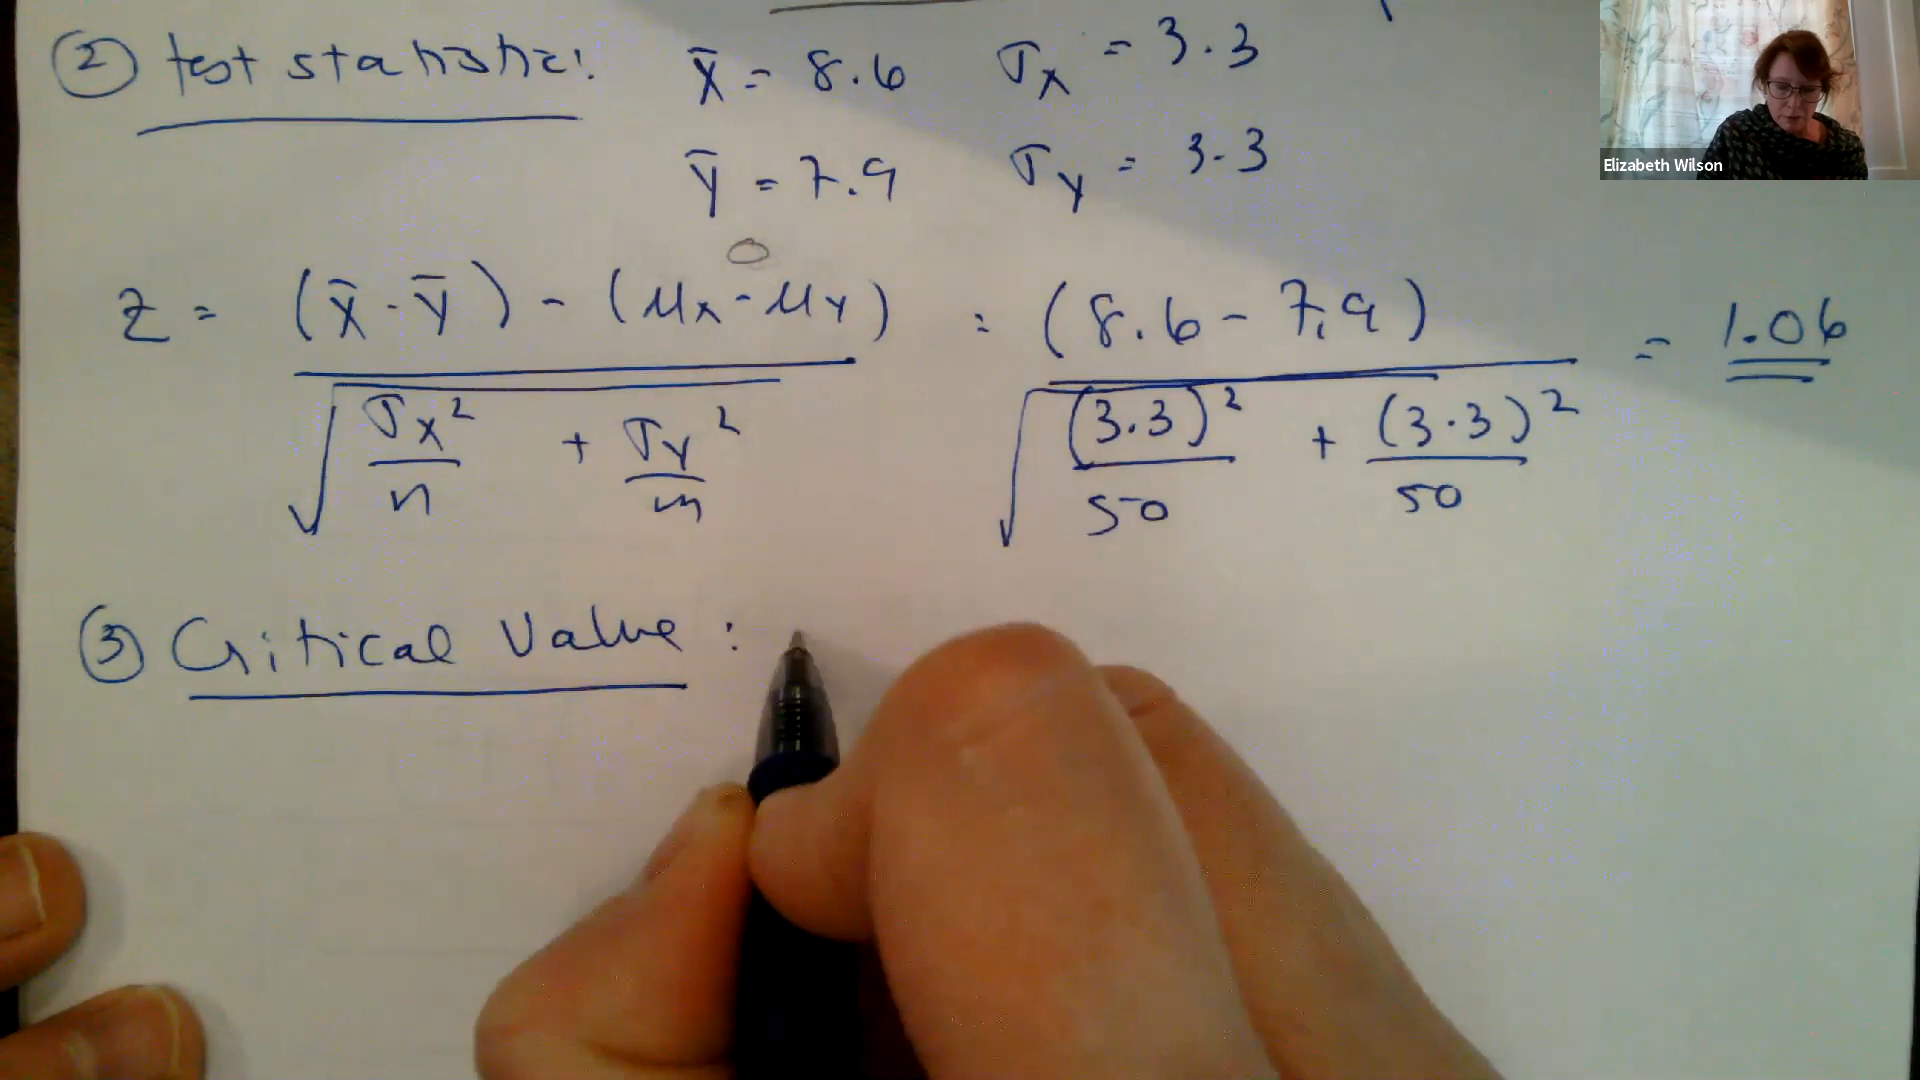 ② test statistic: x̄ = 8.6 σx = 3.3
ȳ = 7.9 σy = 3.3
0
z = (x̄ - ȳ) - (μx - μy) / √(σx²/n + σy²/m) = (8.6 - 7.9) / √((3.3)²/50 + (3.3)²/50) = 1.06
③ Critical Value:
Elizabeth Wilson